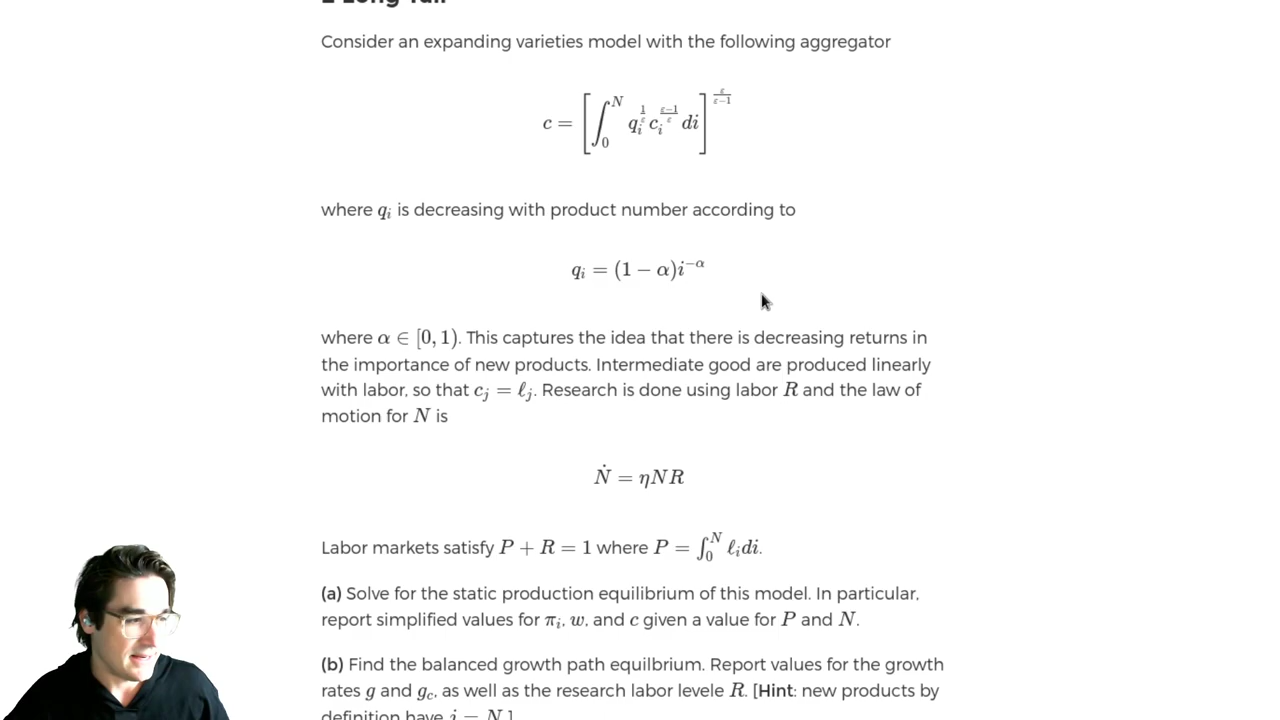 2 Long Tail
Consider an expanding varieties model with the following aggregator
c = [∫_0^N q_i^{1/ε} c_i^{(ε−1)/ε} di]^{ε/(ε−1)}
where q_i is decreasing with product number according to
q_i = (1 − α)i^{−α}
where α ∈ [0, 1). This captures the idea that there is decreasing returns in
the importance of new products. Intermediate good are produced linearly
with labor, so that c_j = ℓ_j. Research is done using labor R and the law of
motion for N is
Ṅ = ηNR
Labor markets satisfy P + R = 1 where P = ∫_0^N ℓ_i di.
(a) Solve for the static production equilibrium of this model. In particular,
report simplified values for π_i, w, and c given a value for P and N.
(b) Find the balanced growth path equilbrium. Report values for the growth
rates g and g_c, as well as the research labor levele R. [Hint: new products by
definition have i = N.]